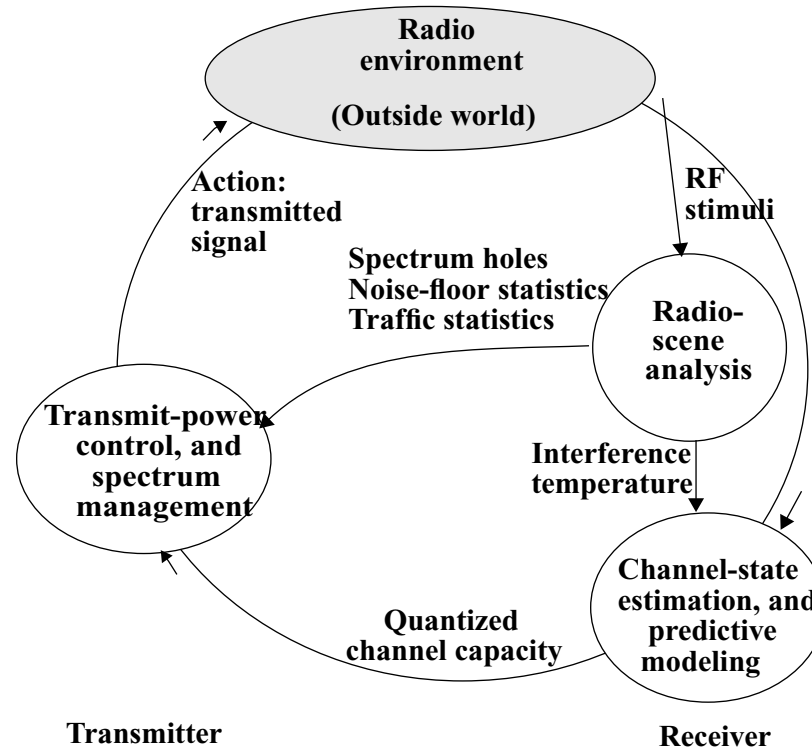 Radio
environment
(Outside world)
Action:
transmitted
signal
RF
stimuli
Spectrum holes
Noise-floor statistics
Traffic statistics
Radio-
scene
analysis
Transmit-power
control, and
spectrum
management
Interference
temperature
Channel-state
estimation, and
predictive
modeling
Quantized
channel capacity
Transmitter
Receiver